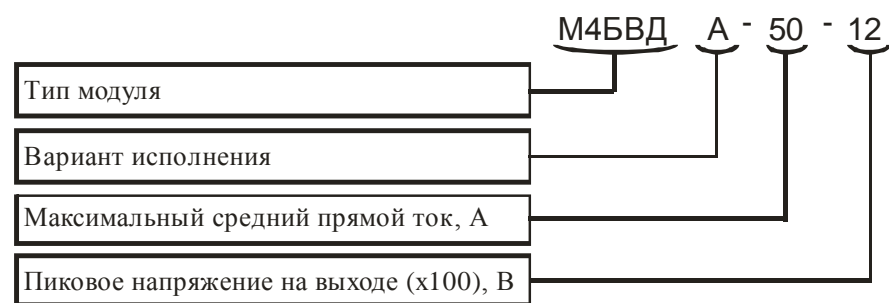 М4БВД А - 50 - 12
Тип модуля
Вариант исполнения
Максимальный средний прямой ток, А
Пиковое напряжение на выходе (x100), В